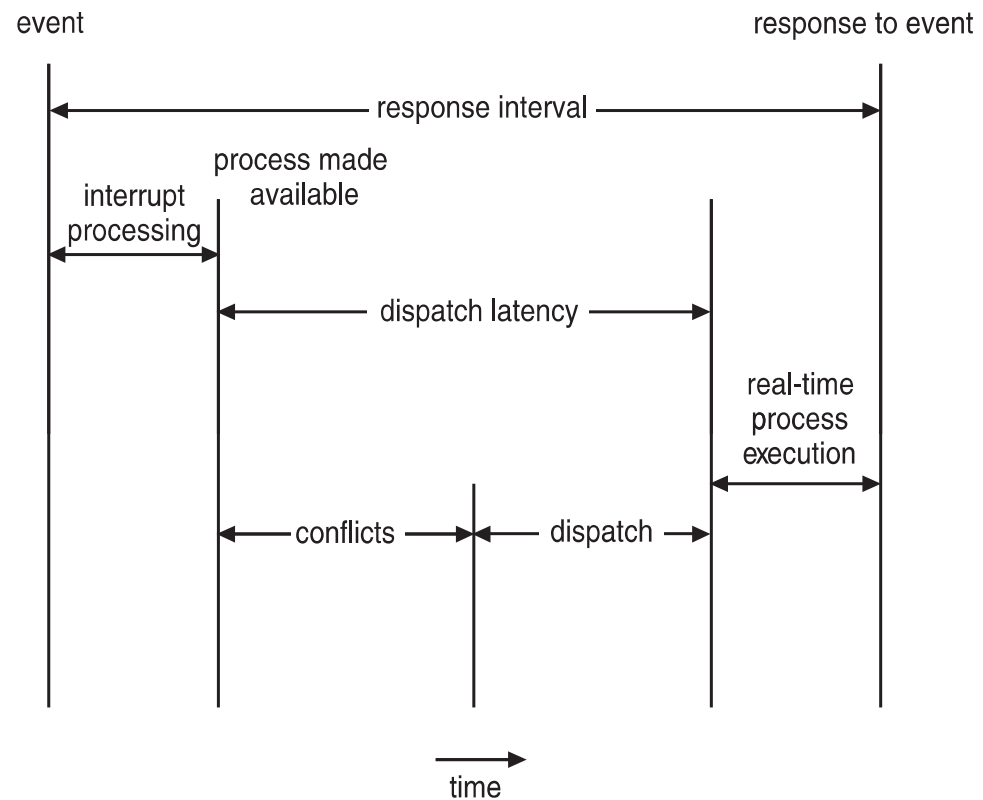 event
response to event
response interval
process made
available
interrupt
processing
dispatch latency
real-time
process
execution
conflicts
dispatch
time